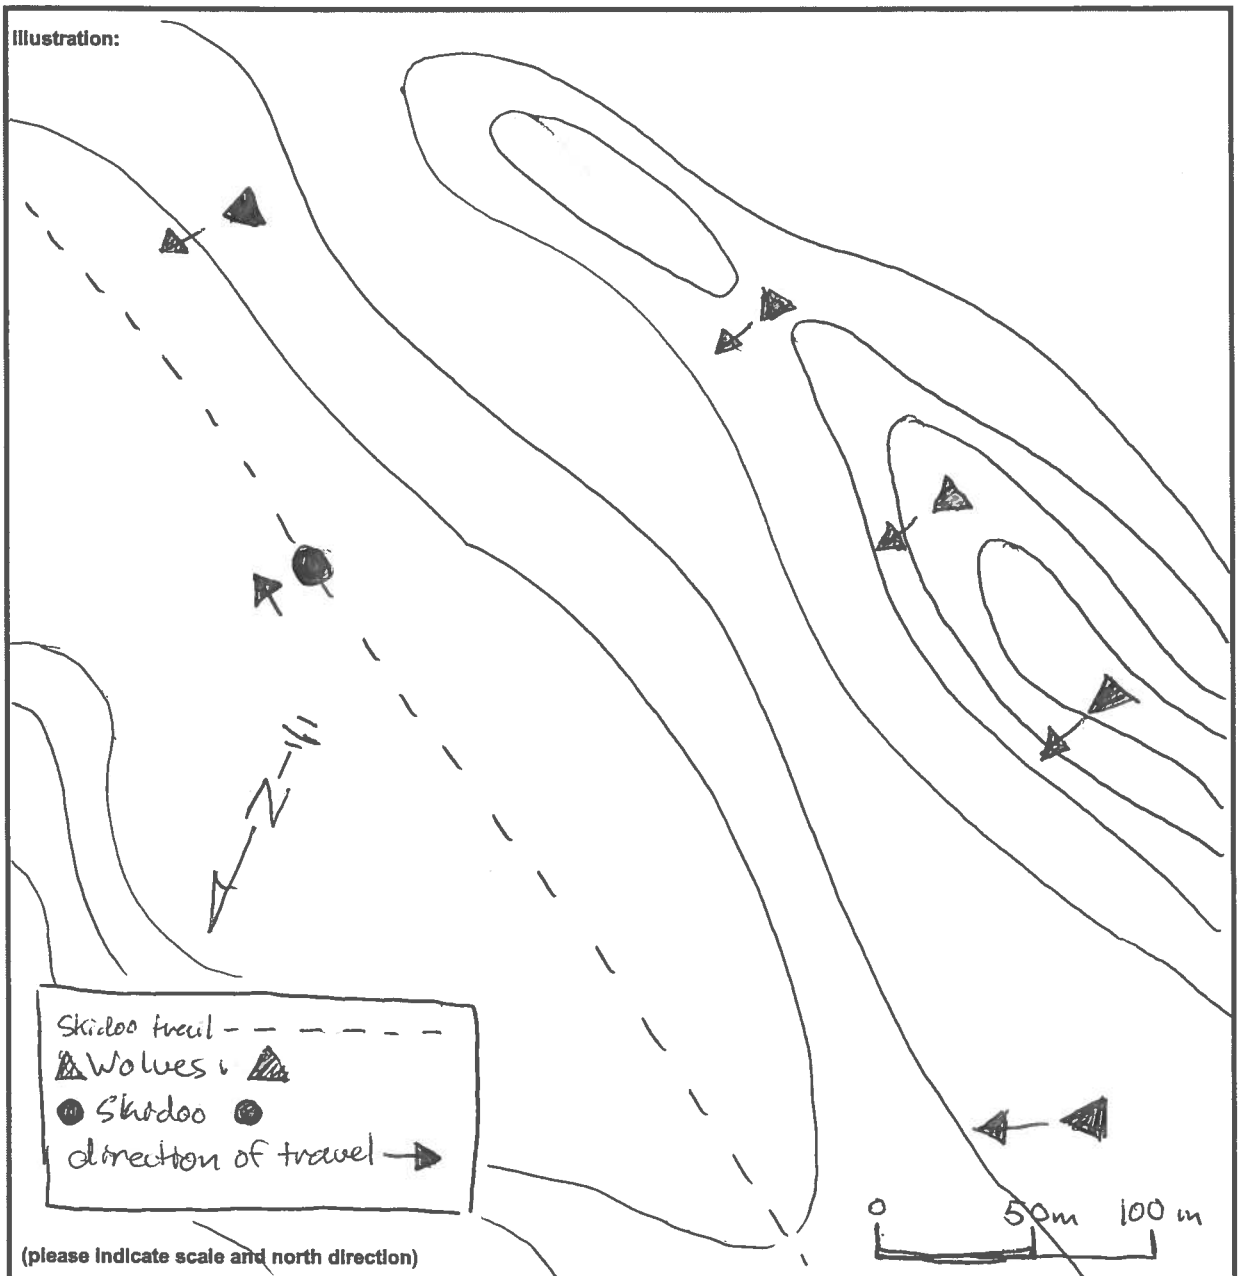 Illustration:
N
Skidoo trail
Wolves
Skidoo
direction of travel
0 50m 100 m
(please indicate scale and north direction)